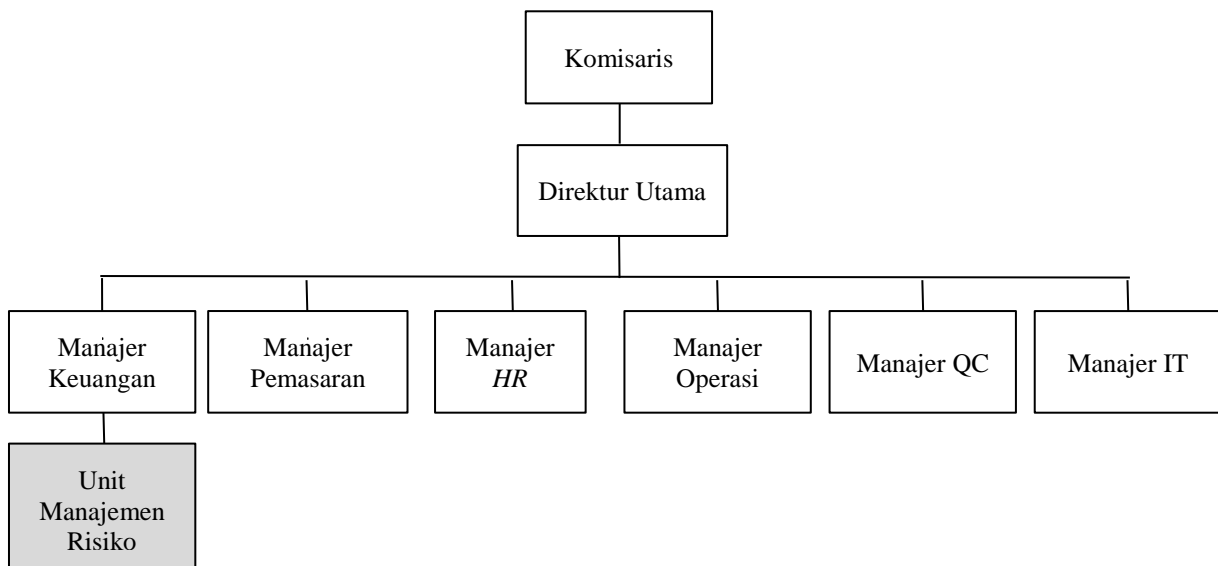 Komisaris
Direktur Utama
Manajer
Keuangan
Manajer
Pemasaran
Manajer
HR
Manajer
Operasi
Manajer QC
Manajer IT
Unit
Manajemen
Risiko